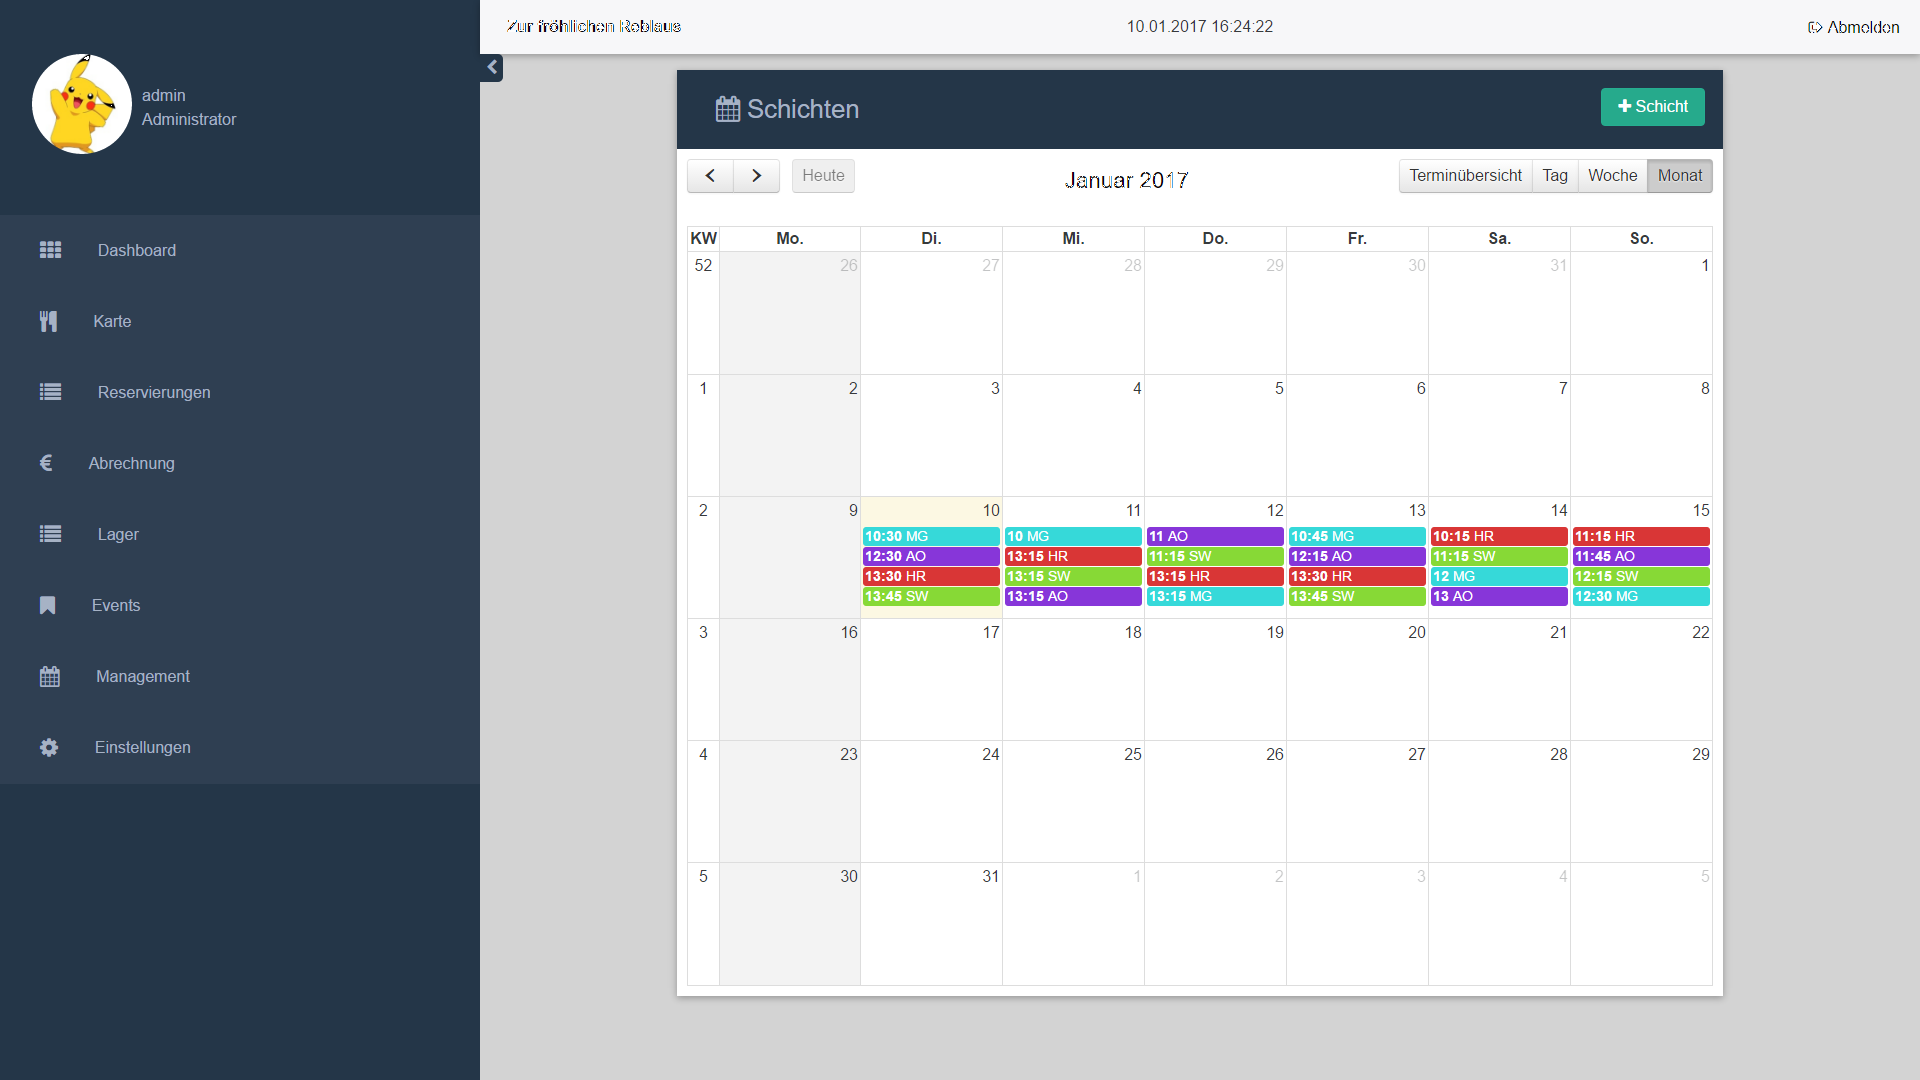 Zur fröhlichen Reblaus
10.01.2017 16:24:22
Abmelden
admin
Administrator
Dashboard
Karte
Reservierungen
Abrechnung
Lager
Events
Management
Einstellungen
Schichten
Schicht
Heute
Januar 2017
Terminübersicht Tag Woche Monat
KW Mo. Di. Mi. Do. Fr. Sa. So.
52 26 27 28 29 30 31 1
1 2 3 4 5 6 7 8
2 9 10 11 12 13 14 15
10:30 MG 10 MG 11 AO 10:45 MG 10:15 HR 11:15 HR
12:30 AO 13:15 HR 11:15 SW 12:15 AO 11:15 SW 11:45 AO
13:30 HR 13:15 SW 13:15 HR 13:30 HR 12 MG 12:15 SW
13:45 SW 13:15 AO 13:15 MG 13:45 SW 13 AO 12:30 MG
3 16 17 18 19 20 21 22
4 23 24 25 26 27 28 29
5 30 31 1 2 3 4 5